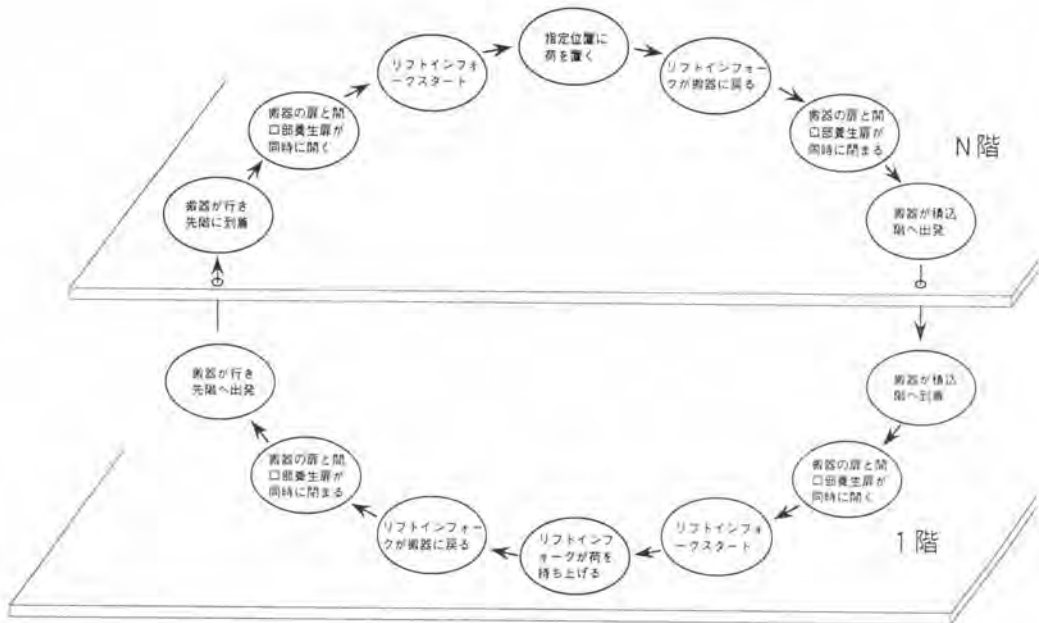 指定位置に
荷を置く
リフトインフォ
ークスタート
リフトインフォー
クが搬器に戻る
搬器の扉と開
口部養生扉が
同時に開く
搬器の扉と開
口部養生扉が
同時に閉まる
N階
搬器が行き
先階に到着
搬器が積込
階へ出発
搬器が行き
先階へ出発
搬器が積込
階へ到着
搬器の扉と開
口部養生扉が
同時に閉まる
搬器の扉と開
口部養生扉が
同時に開く
リフトインフォー
クが搬器に戻る
リフトインフ
ォークが荷を
持ち上げる
リフトインフォ
ークスタート
1階